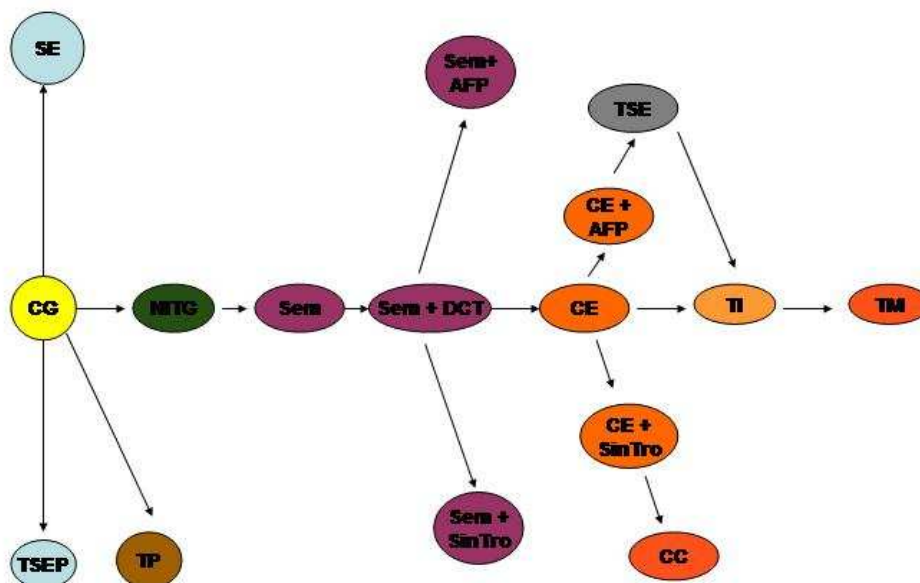 SE
Sem+
AFP
TSE
CE +
AFP
CG
NITG
Sem
Sem + DCT
CE
TI
TM
CE +
SinTro
Sem +
SinTro
TSEP
TP
CC